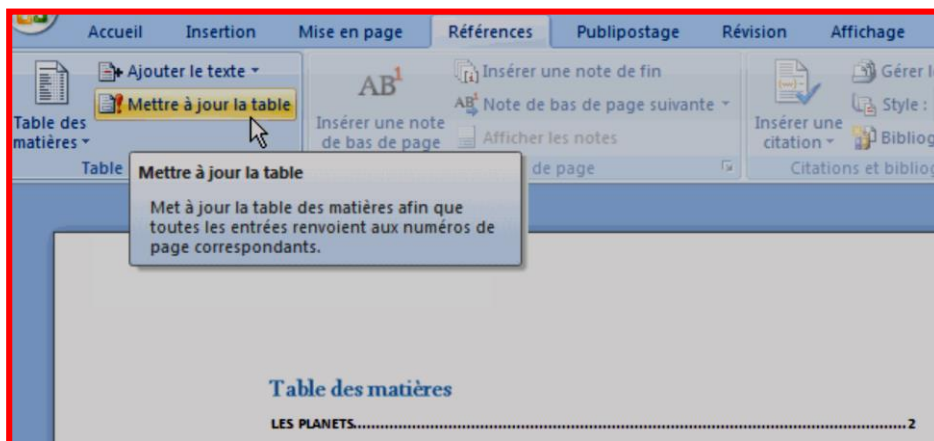 Accueil Insertion Mise en page Références Publipostage Révision Affichage
Ajouter le texte
Mettre à jour la table
Table des
matières
Table
AB1
Insérer une note
de bas de page
Insérer une note de fin
AB1 Note de bas de page suivante
Afficher les notes
de page
Insérer une
citation
Gérer l
Style :
Bibliog
Citations et bibliog
Mettre à jour la table
Met à jour la table des matières afin que
toutes les entrées renvoient aux numéros de
page correspondants.
Table des matières
LES PLANETS...................................................2